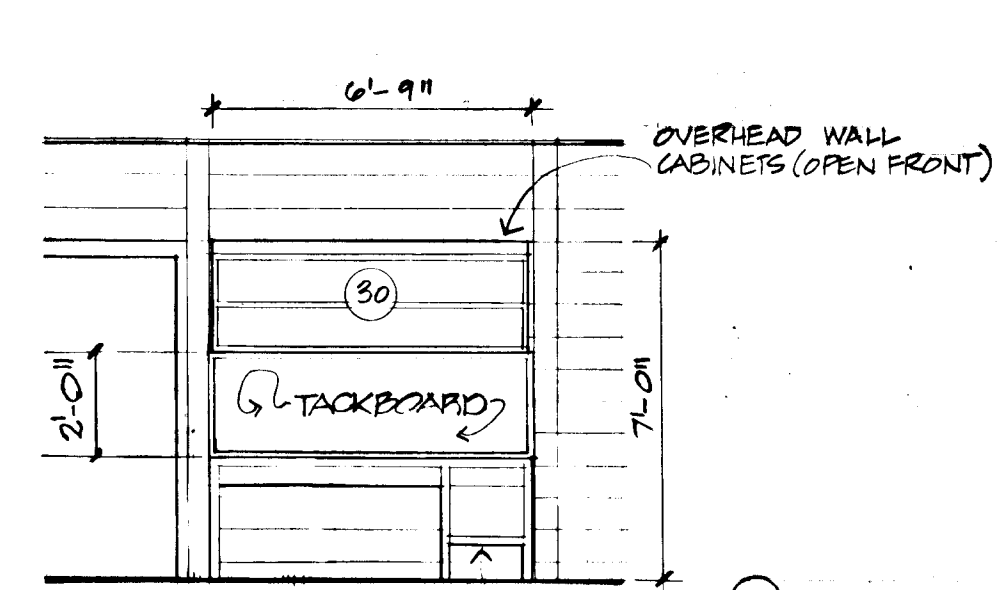 6'-9"
OVERHEAD WALL
CABINETS (OPEN FRONT)
30
2'-0"
TACKBOARD
7'-0"